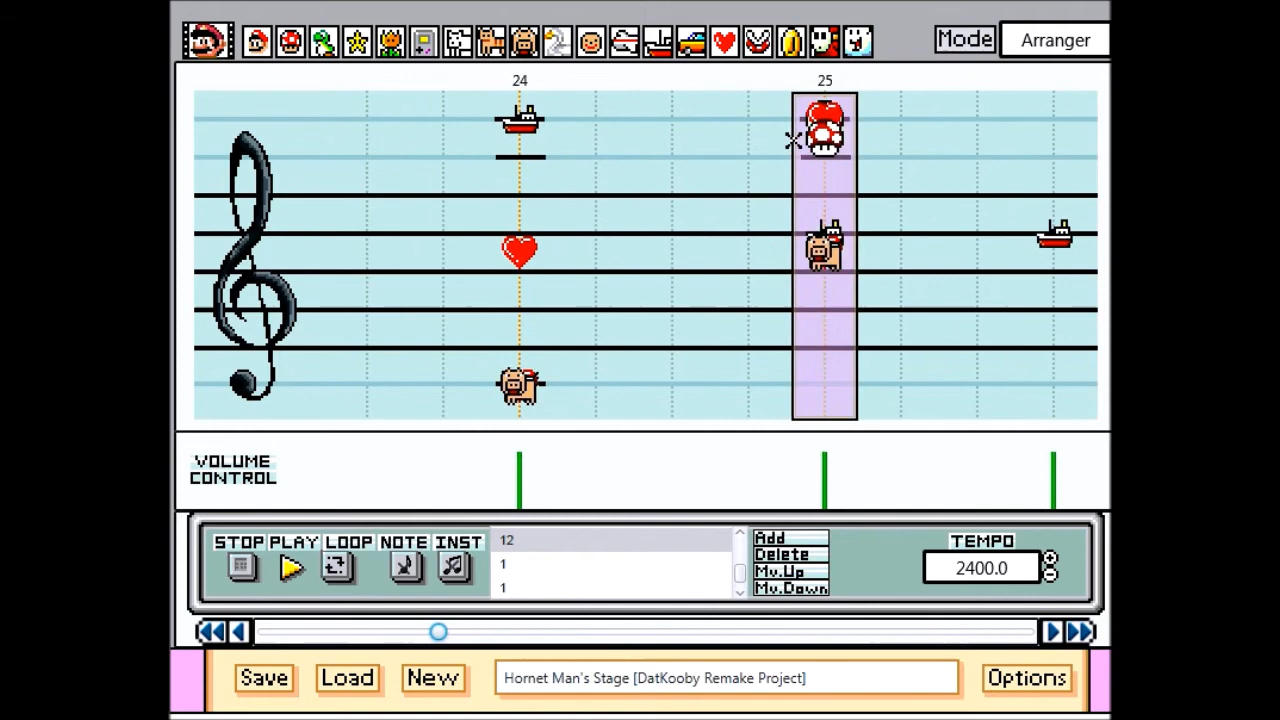 Mode Arranger
24 25
VOLUME
CONTROL
STOP PLAY LOOP NOTE INST
12
1
1
Add
Delete
Mv.Up
Mv.Down
TEMPO
2400.0
Save Load New Hornet Man's Stage [DatKooby Remake Project] Options